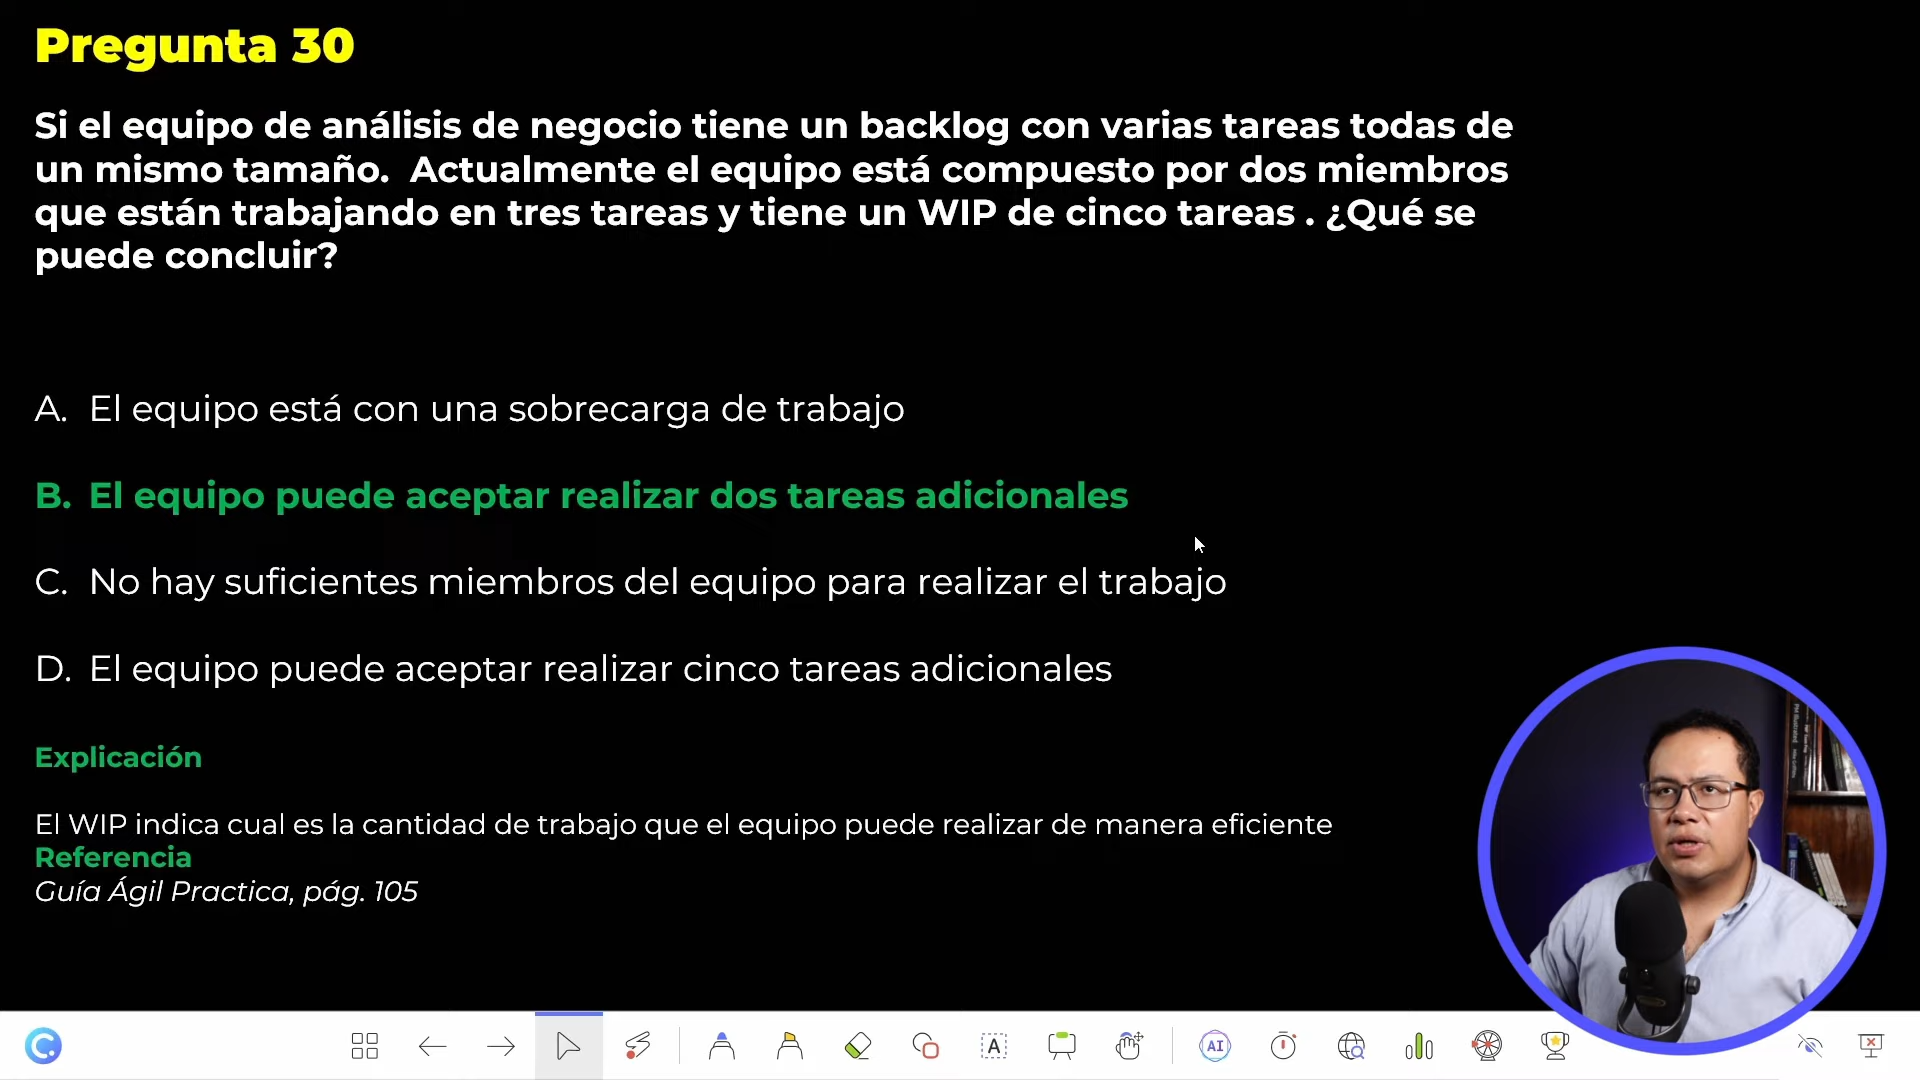 Pregunta 30
Si el equipo de análisis de negocio tiene un backlog con varias tareas todas de
un mismo tamaño.  Actualmente el equipo está compuesto por dos miembros
que están trabajando en tres tareas y tiene un WIP de cinco tareas . ¿Qué se
puede concluir?
A. El equipo está con una sobrecarga de trabajo
B. El equipo puede aceptar realizar dos tareas adicionales
C. No hay suficientes miembros del equipo para realizar el trabajo
D. El equipo puede aceptar realizar cinco tareas adicionales
Explicación
El WIP indica cual es la cantidad de trabajo que el equipo puede realizar de manera eficiente
Referencia
Guía Ágil Practica, pág. 105
A
AI